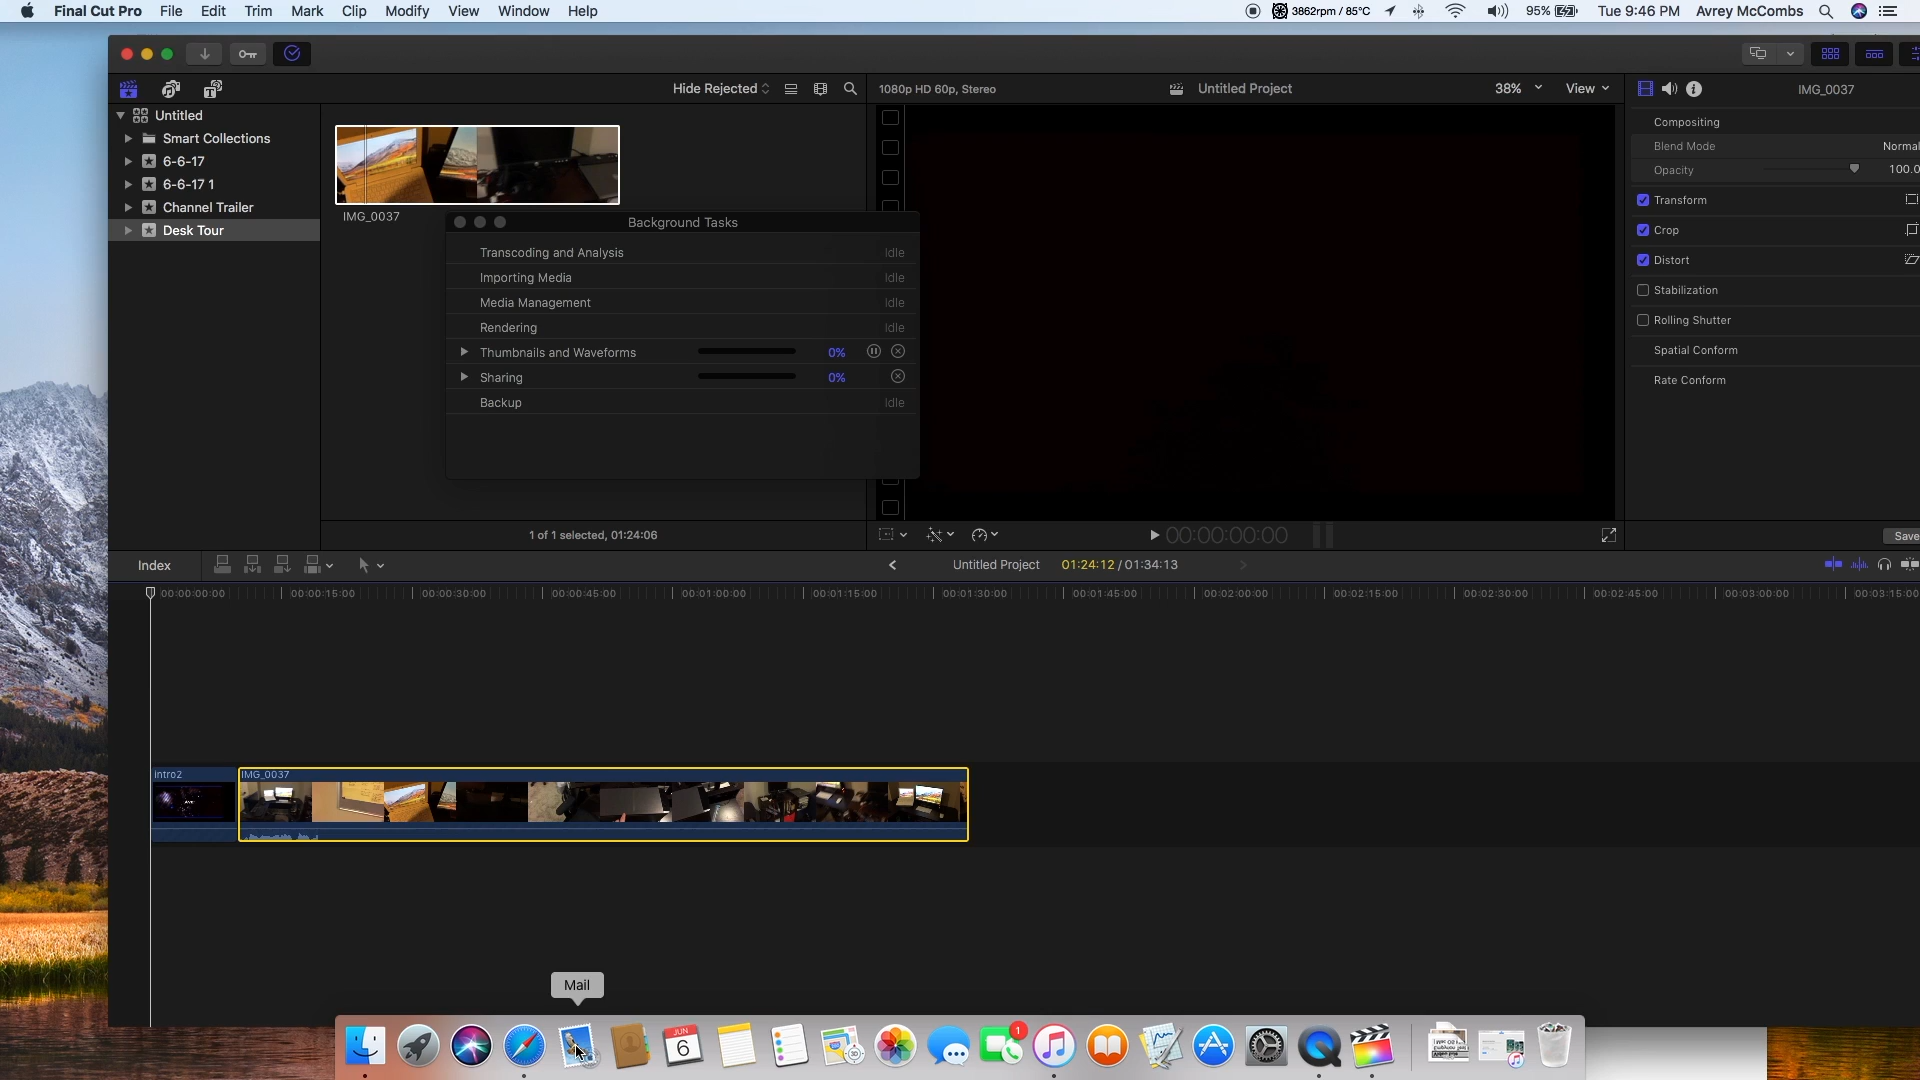 Final Cut Pro File Edit Trim Mark Clip Modify View Window Help 3862rpm / 85°C 95% Tue 9:46 PM Avrey McCombs
Hide Rejected 1080p HD 60p, Stereo Untitled Project 38% View IMG_0037
Untitled
Smart Collections
6-6-17
6-6-17 1
Channel Trailer
Desk Tour
IMG_0037
Background Tasks
Transcoding and Analysis Idle
Importing Media Idle
Media Management Idle
Rendering Idle
Thumbnails and Waveforms 0%
Sharing 0%
Backup Idle
Compositing
Blend Mode Normal
Opacity 100.0
Transform
Crop
Distort
Stabilization
Rolling Shutter
Spatial Conform
Rate Conform
1 of 1 selected, 01:24:06 00:00:00:00 Save
Index Untitled Project 01:24:12 / 01:34:13
00:00:00:00 00:00:15:00 00:00:30:00 00:00:45:00 00:01:00:00 00:01:15:00 00:01:30:00 00:01:45:00 00:02:00:00 00:02:15:00 00:02:30:00 00:02:45:00 00:03:00:00 00:03:15:00
intro2 IMG_0037
Mail
JUN
6
1